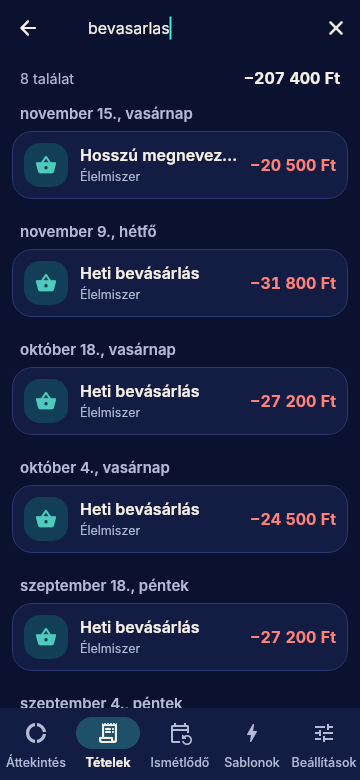 bevasarlas
8 találat −207 400 Ft
november 15., vasárnap
Hosszú megnevez... −20 500 Ft
Élelmiszer
november 9., hétfő
Heti bevásárlás −31 800 Ft
Élelmiszer
október 18., vasárnap
Heti bevásárlás −27 200 Ft
Élelmiszer
október 4., vasárnap
Heti bevásárlás −24 500 Ft
Élelmiszer
szeptember 18., péntek
Heti bevásárlás −27 200 Ft
Élelmiszer
szeptember 4., péntek
Áttekintés Tételek Ismétlődő Sablonok Beállítások